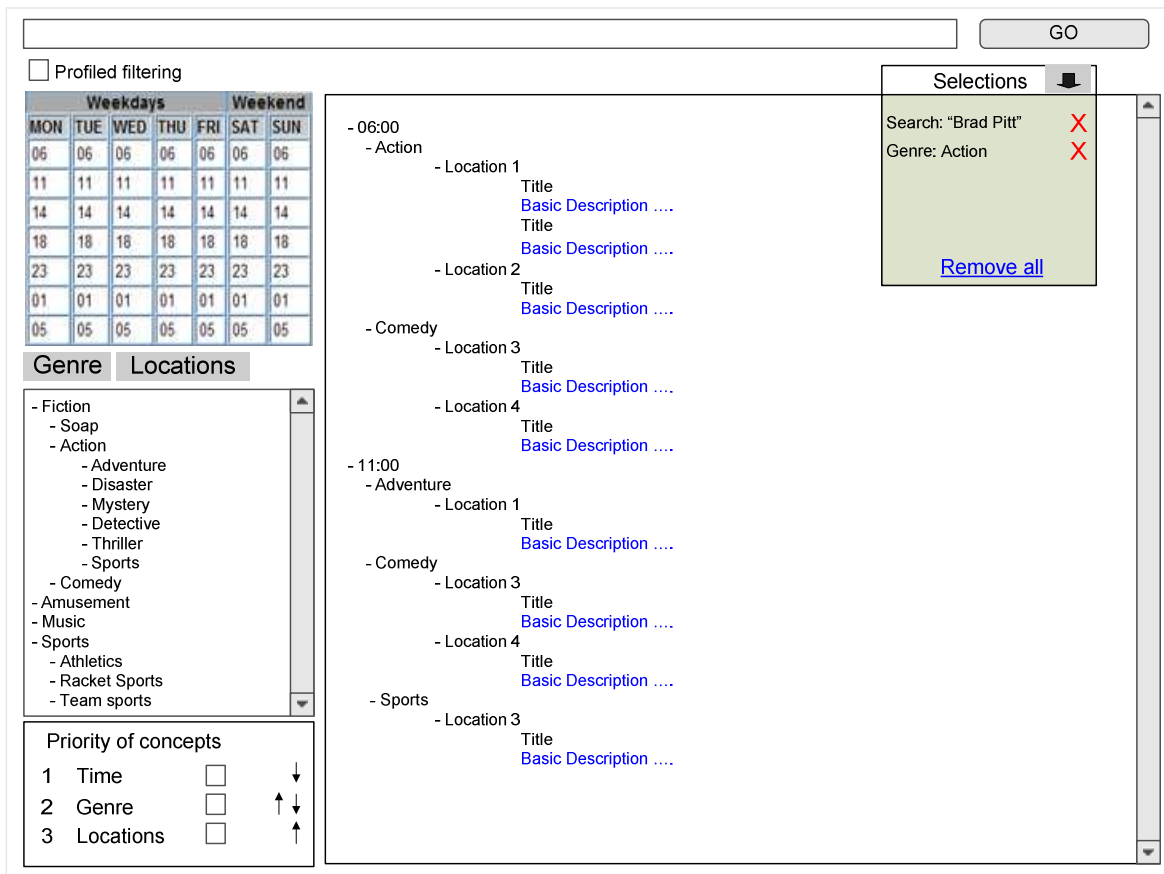 GO
Profiled filtering
Weekdays Weekend
MON TUE WED THU FRI SAT SUN
06 06 06 06 06 06 06
11 11 11 11 11 11 11
14 14 14 14 14 14 14
18 18 18 18 18 18 18
23 23 23 23 23 23 23
01 01 01 01 01 01 01
05 05 05 05 05 05 05
Genre Locations
- Fiction
- Soap
- Action
- Adventure
- Disaster
- Mystery
- Detective
- Thriller
- Sports
- Comedy
- Amusement
- Music
- Sports
- Athletics
- Racket Sports
- Team sports
Priority of concepts
1 Time
2 Genre
3 Locations
- 06:00
- Action
- Location 1
Title
Basic Description ....
Title
Basic Description ....
- Location 2
Title
Basic Description ....
- Comedy
- Location 3
Title
Basic Description ....
- Location 4
Title
Basic Description ....
- 11:00
- Adventure
- Location 1
Title
Basic Description ....
- Comedy
- Location 3
Title
Basic Description ....
- Location 4
Title
Basic Description ....
- Sports
- Location 3
Title
Basic Description ....
Selections
Search: “Brad Pitt” X
Genre: Action X
Remove all